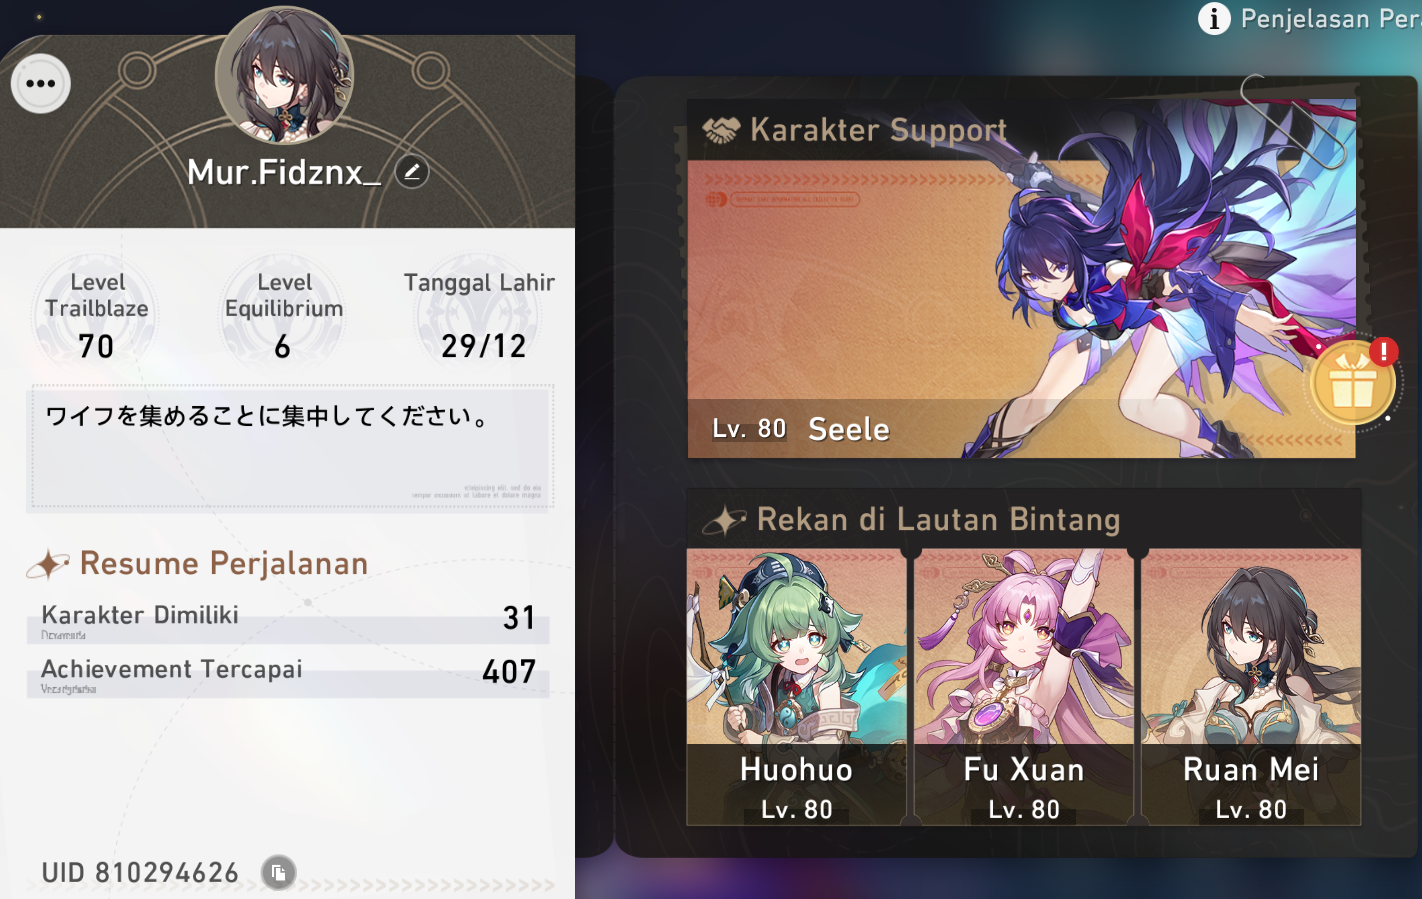 Penjelasan Per
Mur.Fidznx_
Level Trailblaze
70
Level Equilibrium
6
Tanggal Lahir
29/12
ワイフを集めることに集中してください。
Resume Perjalanan
Karakter Dimiliki
31
Achievement Tercapai
407
UID 810294626
Karakter Support
Lv. 80 Seele
Rekan di Lautan Bintang
Huohuo
Lv. 80
Fu Xuan
Lv. 80
Ruan Mei
Lv. 80